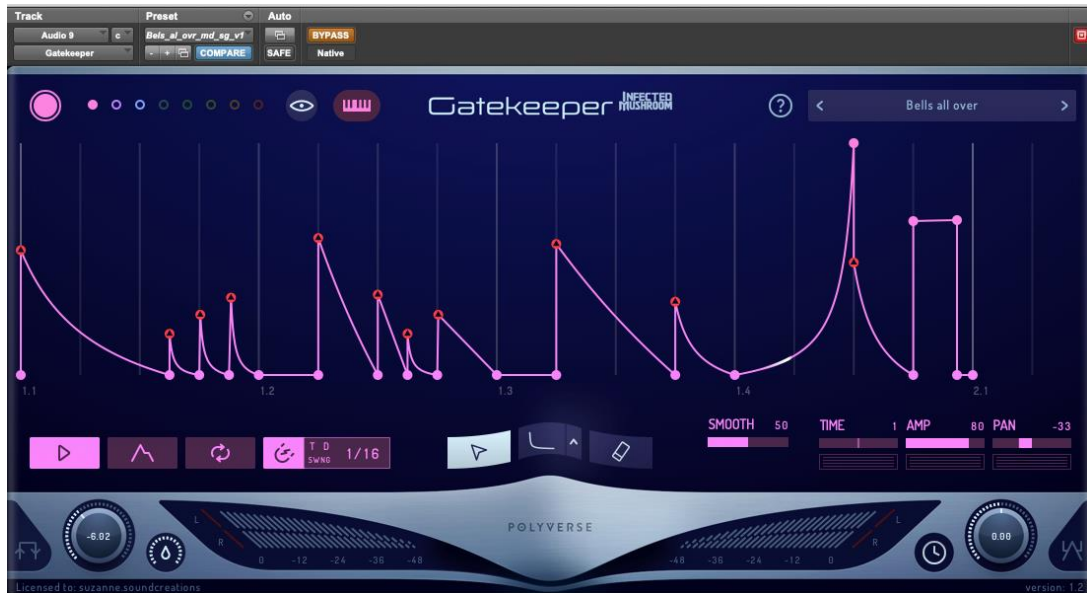 Track Preset Auto
Audio 9 c Bels_al_ovr_md_sg_v1 BYPASS
Gatekeeper - + COMPARE SAFE Native
Gatekeeper INFECTED MUSHROOM ? < Bells all over >
1.1 1.2 1.3 1.4 2.1
SMOOTH 50 TIME 1 AMP 80 PAN -33
T D
SWNG 1/16
-6.02 L R 0 -12 -24 -36 -48 POLYVERSE -48 -36 -24 -12 0 L R 0.00
Licensed to: suzanne.soundcreations version: 1.2